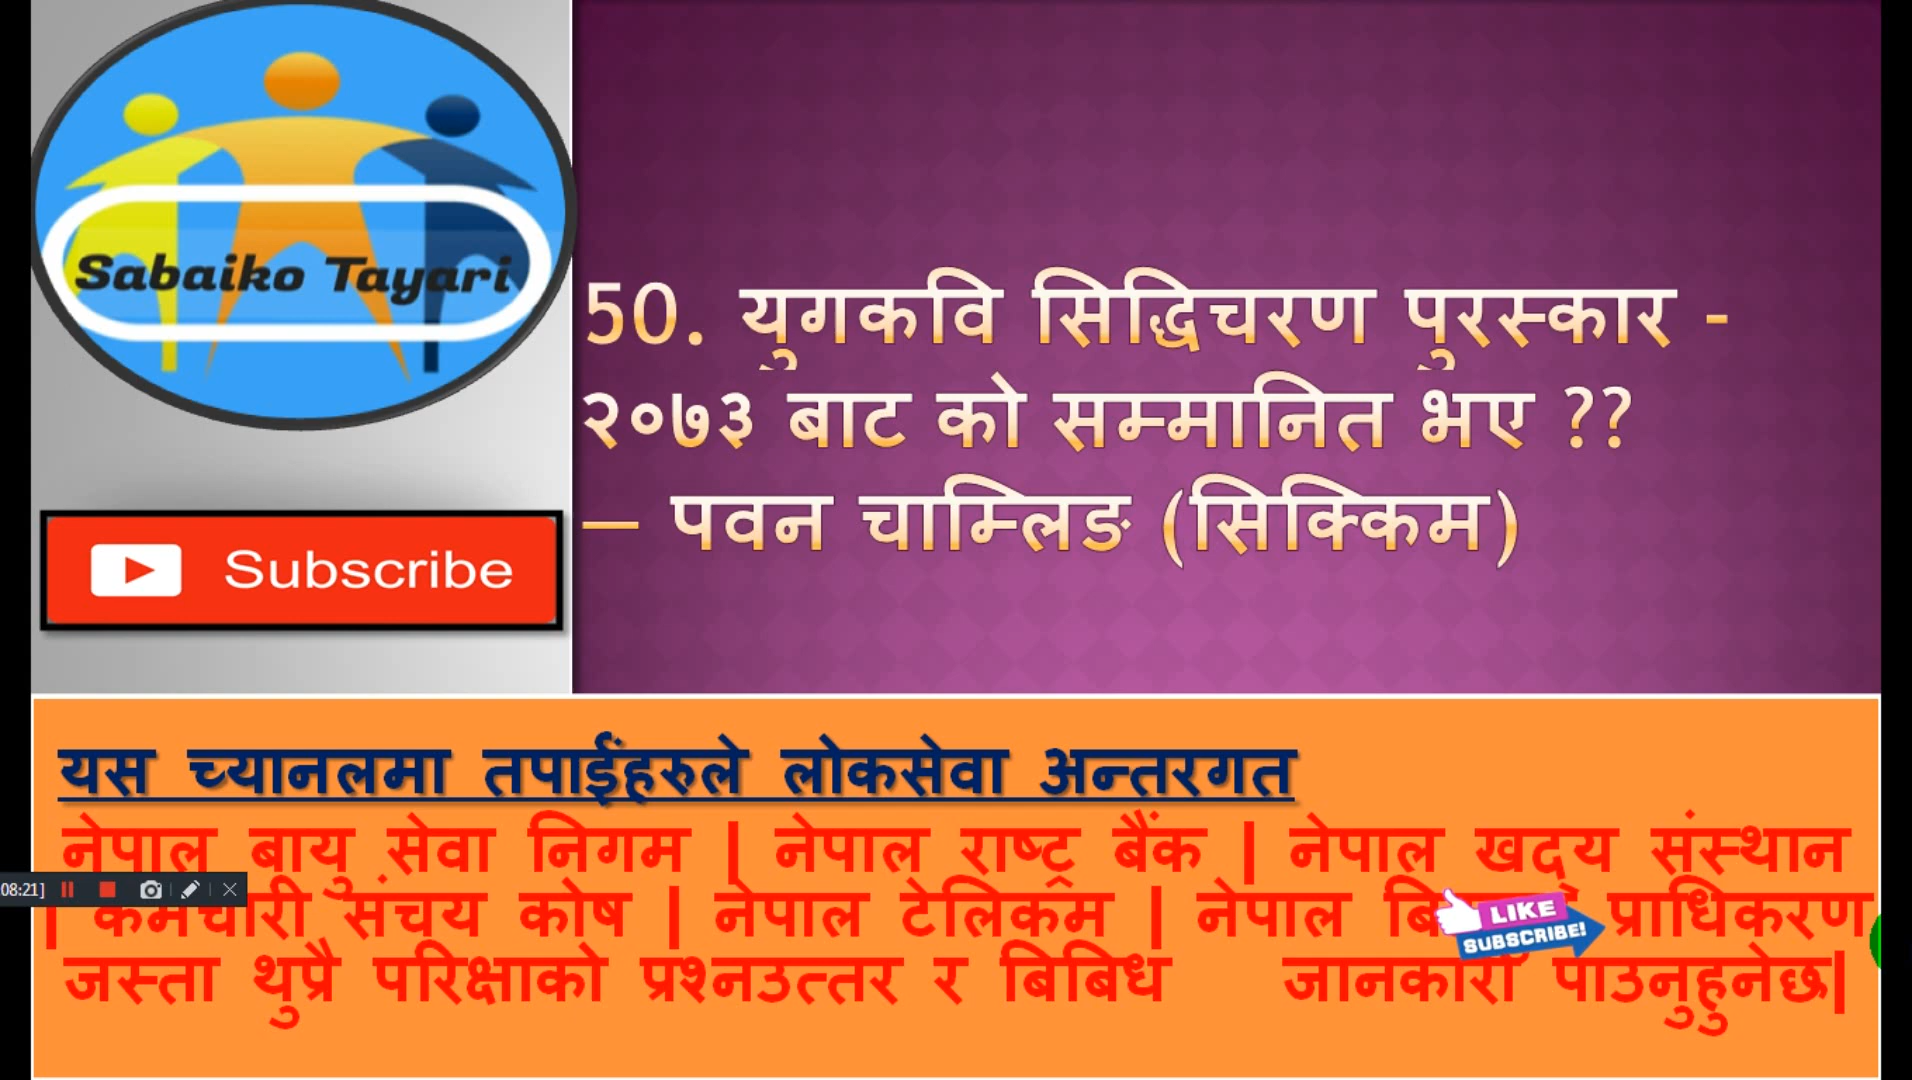 Sabaiko Tayari
Subscribe
50. युगकवि सिद्धिचरण पुरस्कार -
२०७३ बाट को सम्मानित भए ??
– पवन चाम्लिङ (सिक्किम)
यस च्यानलमा तपाईंहरुले लोकसेवा अन्तरगत
नेपाल बायु सेवा निगम | नेपाल राष्ट्र बैंक | नेपाल खद्य संस्थान
| कर्मचारी संचय कोष | नेपाल टेलिकम | नेपाल प्राधिकरण
जस्ता थुप्रै परिक्षाको प्रश्नउत्तर र बिबिध जानकारी पाउनुहुनेछ|
08:21]
LIKE
SUBSCRIBE!